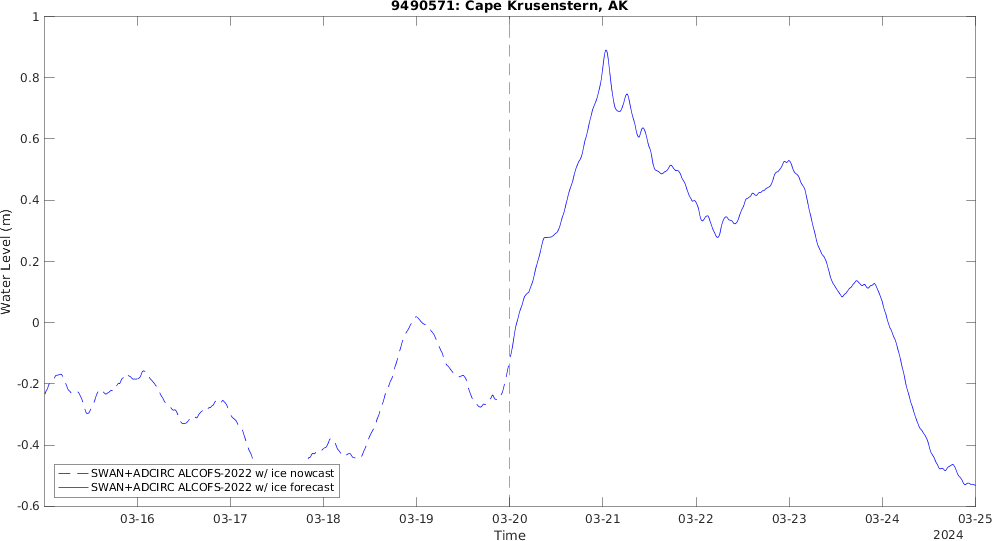 9490571: Cape Krusenstern, AK
1
0.8
0.6
0.4
0.2
0
-0.2
-0.4
-0.6
Water Level (m)
SWAN+ADCIRC ALCOFS-2022 w/ ice nowcast
SWAN+ADCIRC ALCOFS-2022 w/ ice forecast
03-16 03-17 03-18 03-19 03-20 03-21 03-22 03-23 03-24 03-25
Time
2024